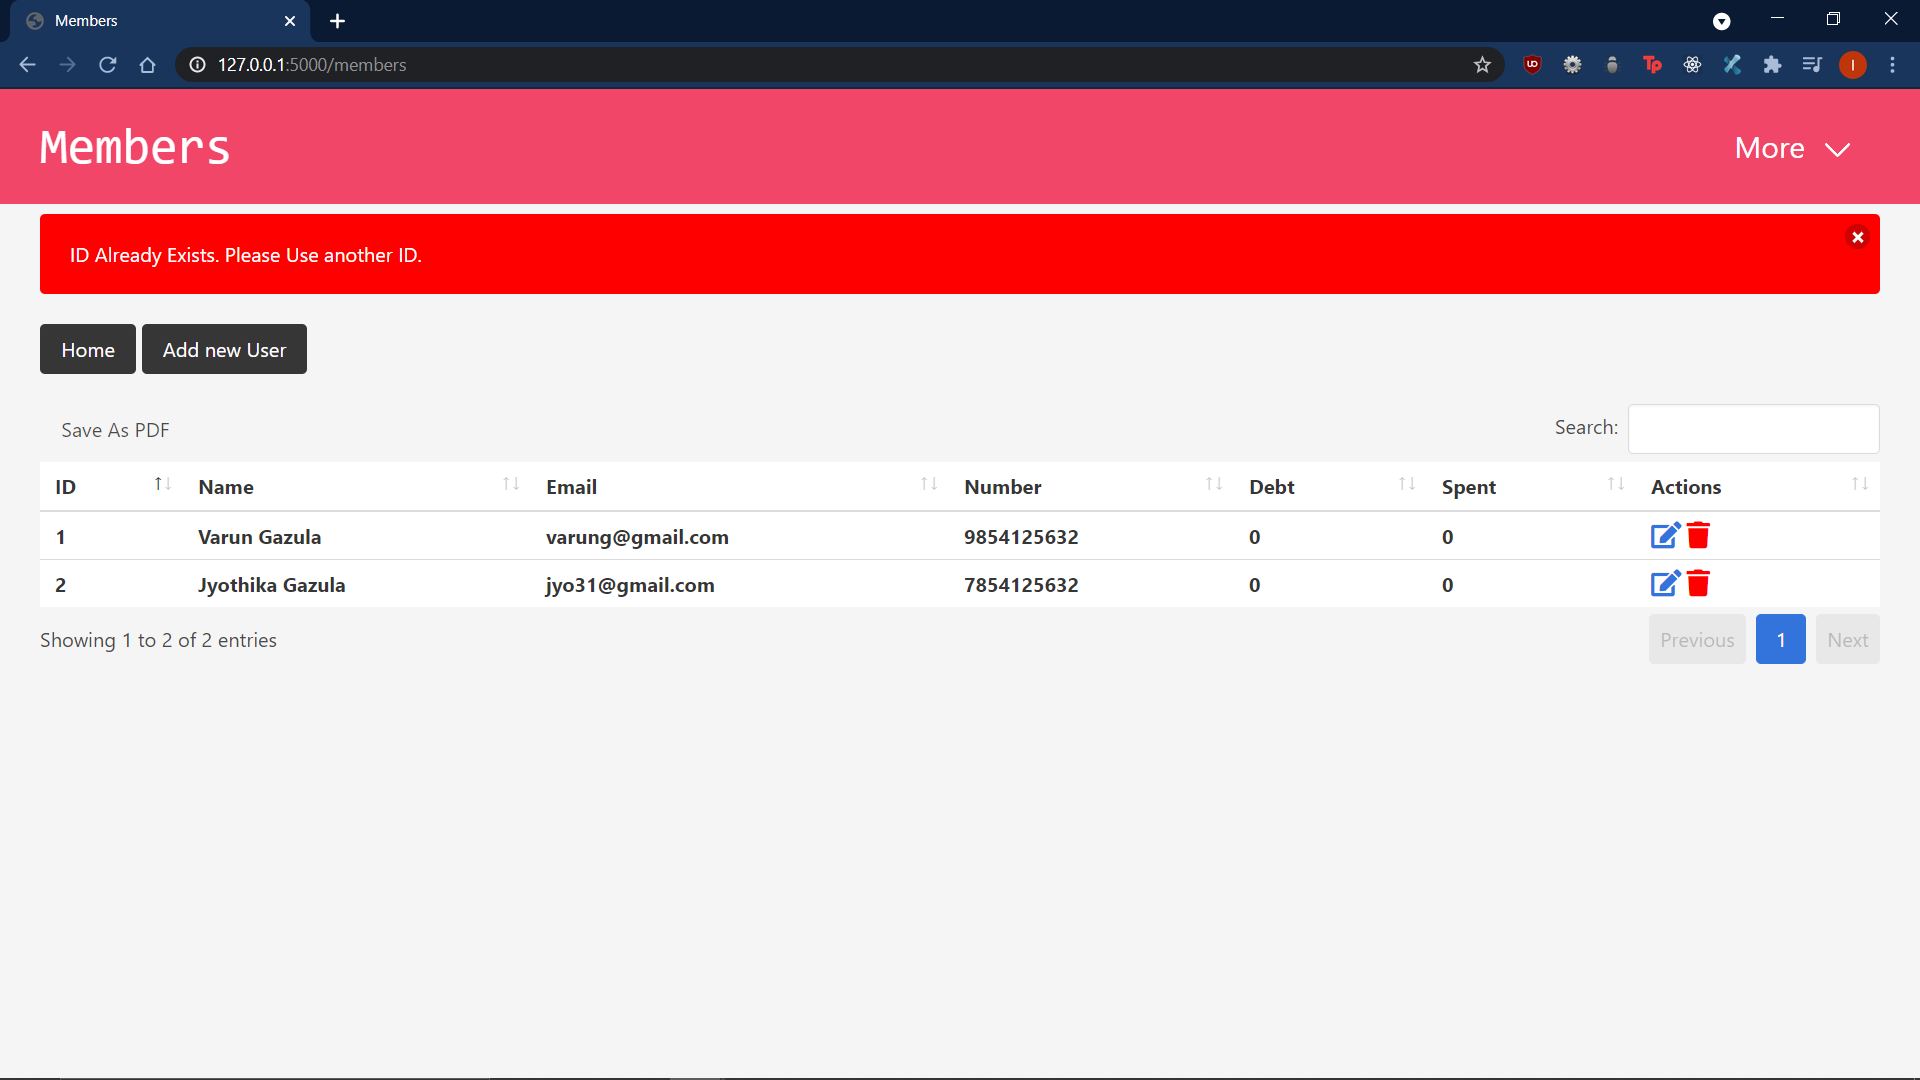 Members
127.0.0.1:5000/members
Members
More
ID Already Exists. Please Use another ID.
Home
Add new User
Save As PDF
Search:
ID Name Email Number Debt Spent Actions
1 Varun Gazula varung@gmail.com 9854125632 0 0
2 Jyothika Gazula jyo31@gmail.com 7854125632 0 0
Showing 1 to 2 of 2 entries
Previous 1 Next